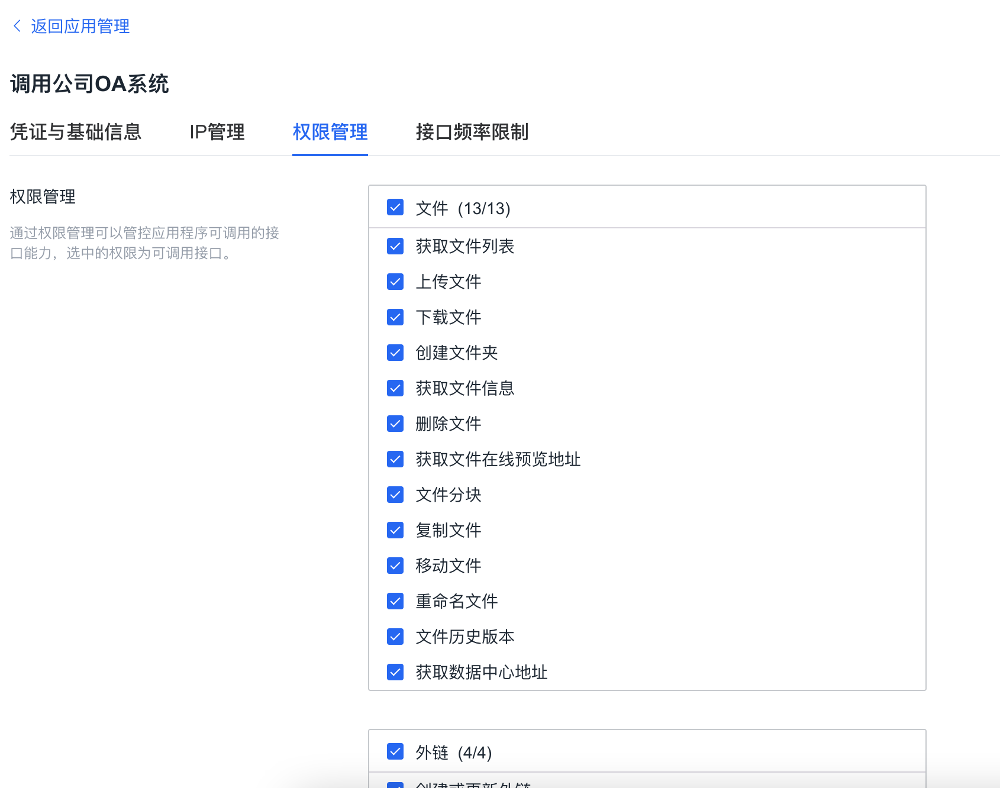 返回应用管理
调用公司OA系统
凭证与基础信息 IP管理 权限管理 接口频率限制
权限管理
通过权限管理可以管控应用程序可调用的接
口能力，选中的权限为可调用接口。
文件 (13/13)
获取文件列表
上传文件
下载文件
创建文件夹
获取文件信息
删除文件
获取文件在线预览地址
文件分块
复制文件
移动文件
重命名文件
文件历史版本
获取数据中心地址
外链 (4/4)
创建或更新外链